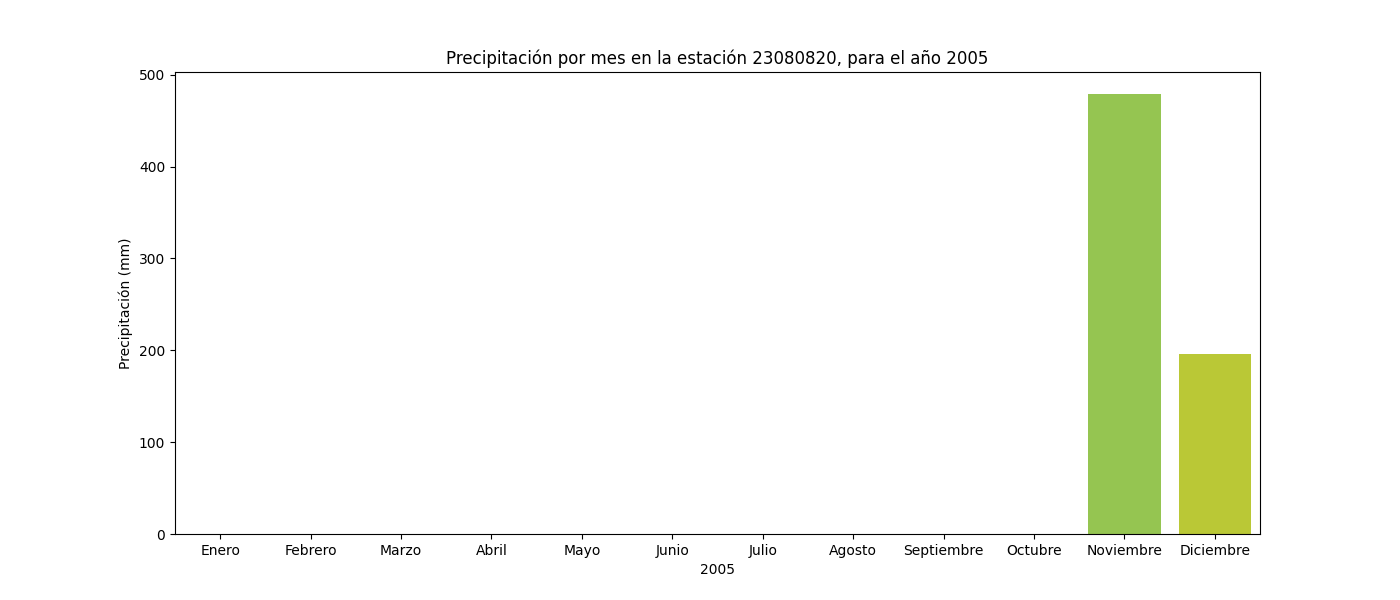 Precipitación por mes en la estación 23080820, para el año 2005
500
400
300
200
100
0
Precipitación (mm)
Enero Febrero Marzo Abril Mayo Junio Julio Agosto Septiembre Octubre Noviembre Diciembre
2005